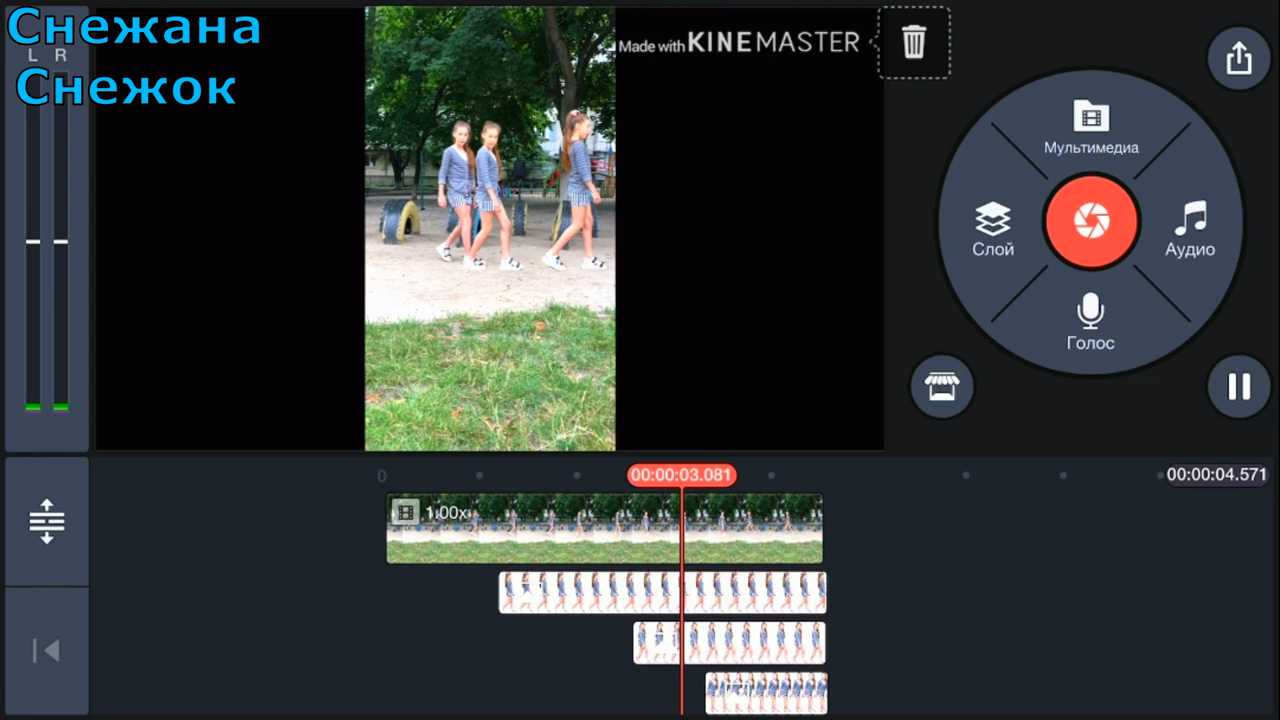 Снежана
L R
Снежок
Made with KINEMASTER
Мультимедиа
Слой
Аудио
Голос
0
00:00:03.081
00:00:04.571
1.00x